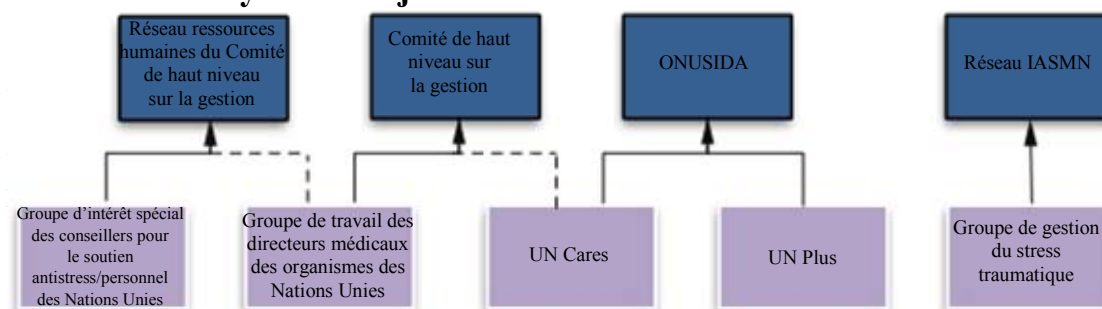 Réseau ressources
humaines du Comité
de haut niveau
sur la gestion
Comité de haut
niveau sur
la gestion
ONUSIDA
Réseau IASMN
Groupe d’intérêt spécial
des conseillers pour
le soutien
antistress/personnel
des Nations Unies
Groupe de travail des
directeurs médicaux
des organismes des
Nations Unies
UN Cares
UN Plus
Groupe de gestion
du stress
traumatique